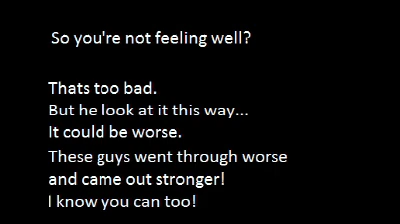 So you're not feeling well?
Thats too bad.
But he look at it this way...
It could be worse.
These guys went through worse
and came out stronger!
I know you can too!